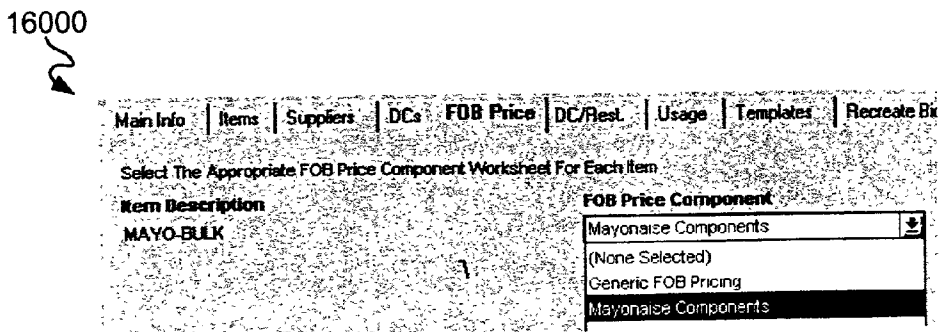 16000
Main Info Items Suppliers DCs FOB Price DC/Rest. Usage Templates Recreate
Select The Appropriate FOB Price Component Worksheet For Each Item
Item Description FOB Price Component
MAYO-BULK Mayonaise Components
(None Selected)
Generic FOB Pricing
Mayonaise Components